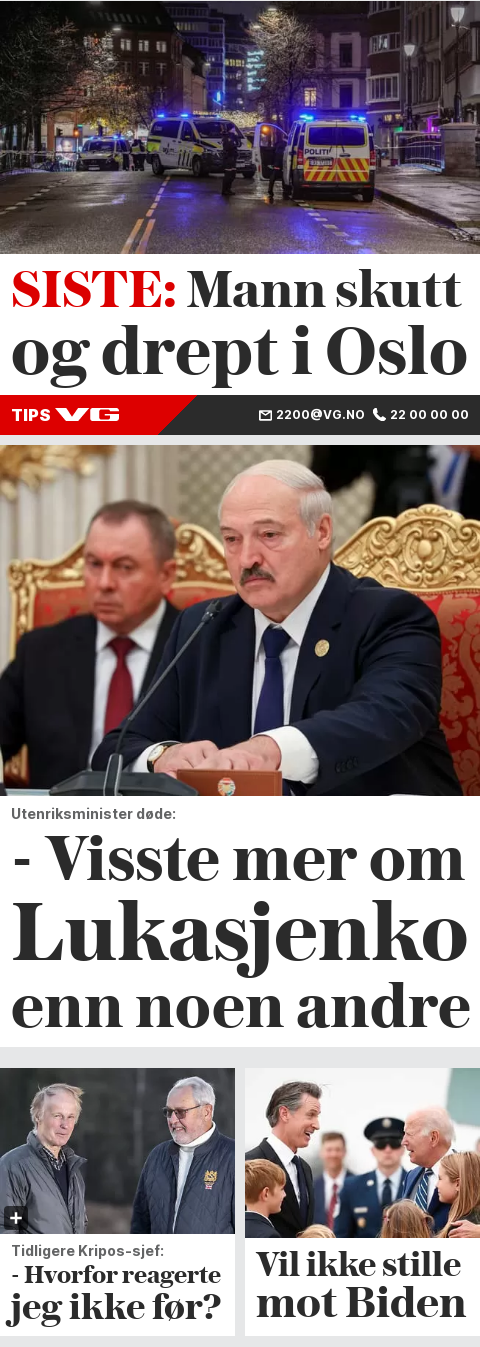 POLITI
SISTE: Mann skutt
og drept i Oslo
TIPS VG 2200@VG.NO 22 00 00 00
Utenriksminister døde:
- Visste mer om
Lukasjenko
enn noen andre
Tidligere Kripos-sjef:
- Hvorfor reagerte
jeg ikke før?
Vil ikke stille
mot Biden